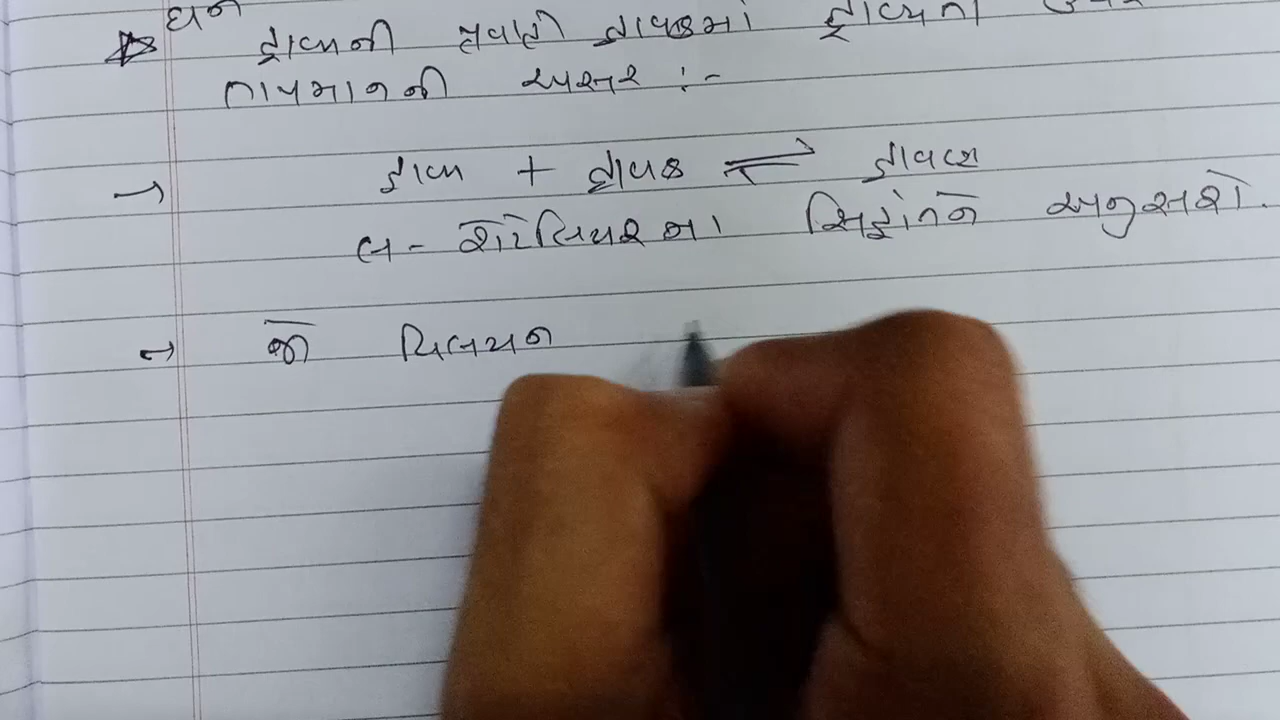 ઘન
દ્રાવ્યની પ્રવાહી દ્રાવકમાં દ્રાવ્યતા
તાપમાનની અસર :-
→ દ્રાવ્ય + દ્રાવક ⇌ દ્રાવણ
લ-શેટેલિયરના સિદ્ધાંતને અનુસરશે.
→ જો વિલયન